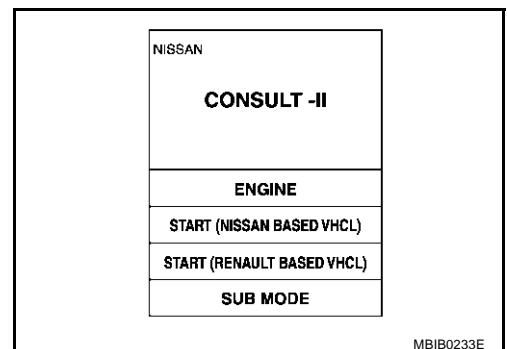 NISSAN
CONSULT -II
ENGINE
START (NISSAN BASED VHCL)
START (RENAULT BASED VHCL)
SUB MODE
MBIB0233E